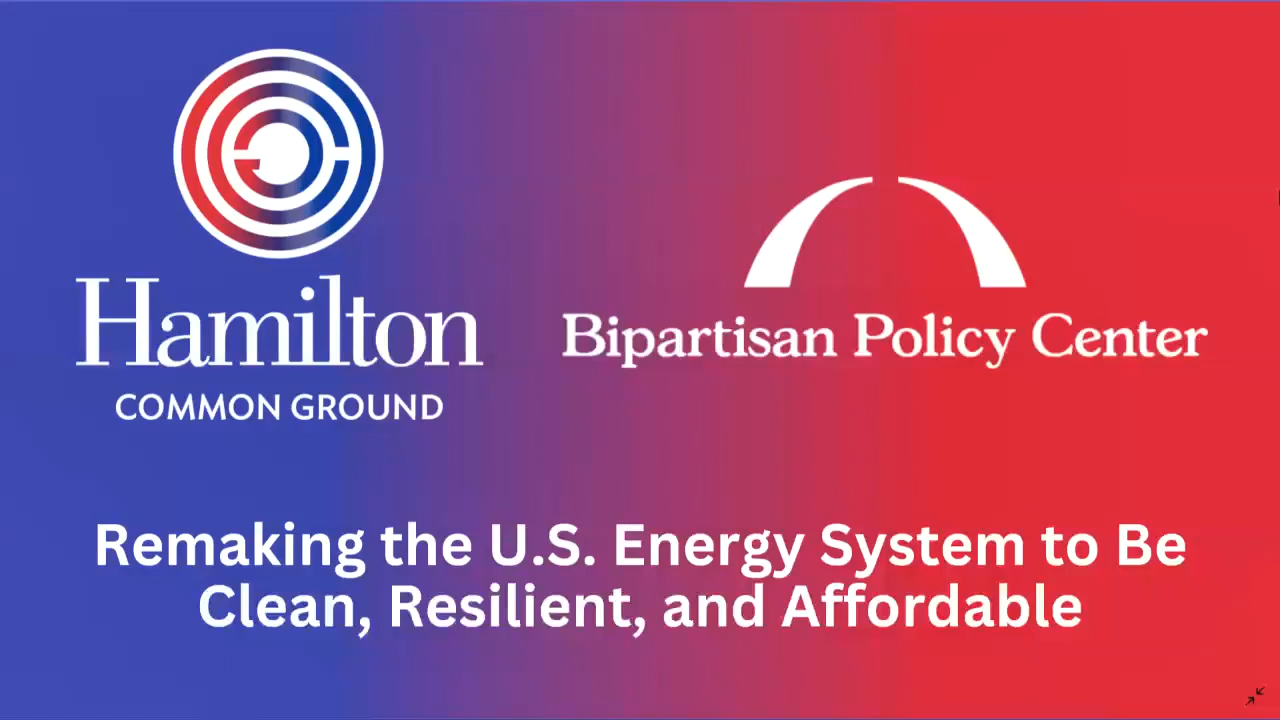 Hamilton
COMMON GROUND
Bipartisan Policy Center
Remaking the U.S. Energy System to Be
Clean, Resilient, and Affordable